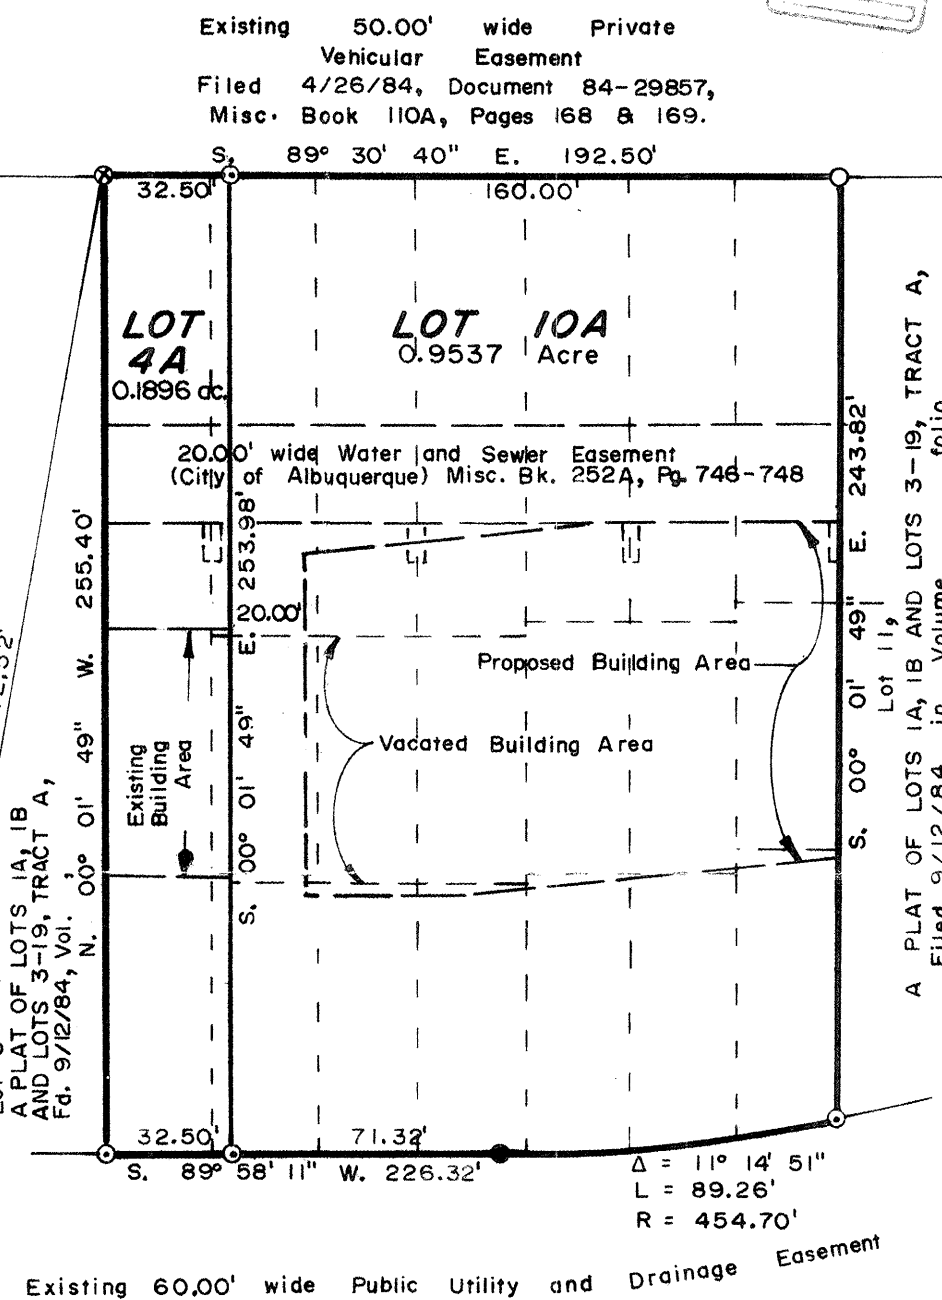 Existing 50.00' wide Private
Vehicular Easement
Filed 4/26/84, Document 84-29857,
Misc. Book 110A, Pages 168 & 169.
S. 89° 30' 40" E. 192.50'
32.50'
160.00'
LOT
4A
0.1896 ac.
LOT 10A
0.9537 Acre
20.00' wide Water and Sewer Easement
(City of Albuquerque) Misc. Bk. 252A, Pg. 746-748
N. 00° 01' 49" W. 255.40'
S. 00° 01' 49" E. 253.98'
20.00'
Existing
Building
Area
Proposed Building Area
Vacated Building Area
S. 00° 01' 49" E. 243.82'
Lot 11,
A PLAT OF LOTS 1A, 1B AND LOTS 3-19, TRACT A,
Filed 9/12/84 in Volume folio
A PLAT OF LOTS 1A, 1B
AND LOTS 3-19, TRACT A,
Fd. 9/12/84, Vol.
32.50'
71.32'
S. 89° 58' 11" W. 226.32'
Δ = 11° 14' 51"
L = 89.26'
R = 454.70'
Existing 60.00' wide Public Utility and Drainage Easement